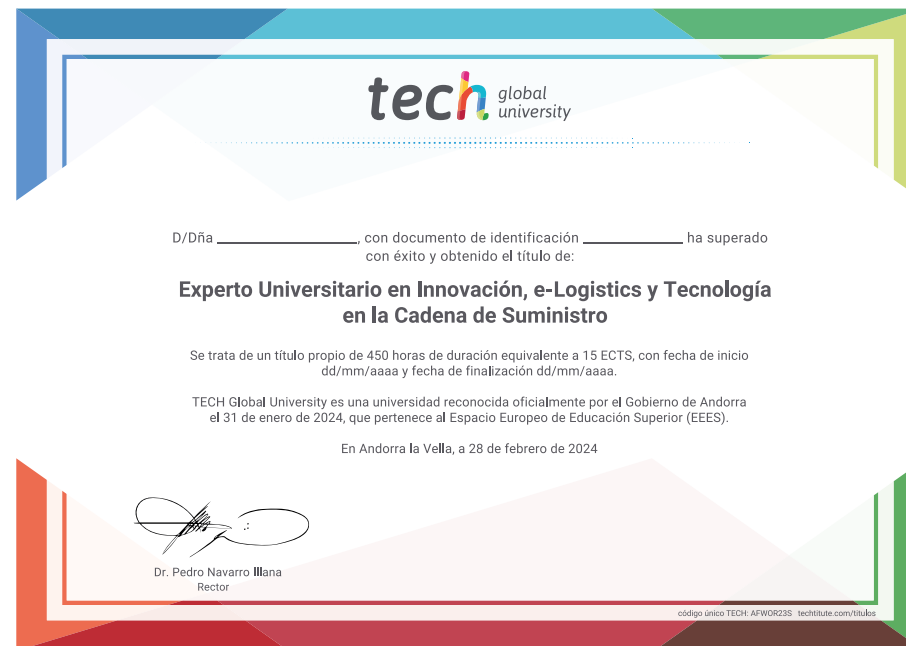 tech global university
D/Dña ____________________, con documento de identificación ______________ ha superado
con éxito y obtenido el título de:
Experto Universitario en Innovación, e-Logistics y Tecnología
en la Cadena de Suministro
Se trata de un título propio de 450 horas de duración equivalente a 15 ECTS, con fecha de inicio
dd/mm/aaaa y fecha de finalización dd/mm/aaaa.
TECH Global University es una universidad reconocida oficialmente por el Gobierno de Andorra
el 31 de enero de 2024, que pertenece al Espacio Europeo de Educación Superior (EEES).
En Andorra la Vella, a 28 de febrero de 2024
Dr. Pedro Navarro Illana
Rector
código único TECH: AFWOR23S techtitute.com/titulos